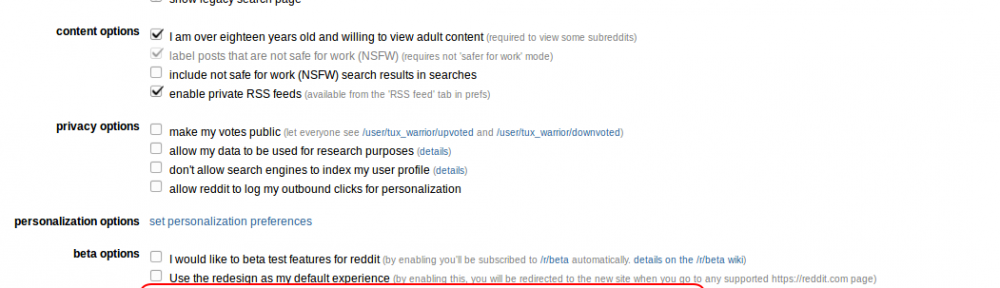 show legacy search page
content options I am over eighteen years old and willing to view adult content (required to view some subreddits)
label posts that are not safe for work (NSFW) (requires not 'safer for work' mode)
include not safe for work (NSFW) search results in searches
enable private RSS feeds (available from the 'RSS feed' tab in prefs)
privacy options make my votes public (let everyone see /user/tux_warrior/upvoted and /user/tux_warrior/downvoted)
allow my data to be used for research purposes (details)
don't allow search engines to index my user profile (details)
allow reddit to log my outbound clicks for personalization
personalization options set personalization preferences
beta options I would like to beta test features for reddit (by enabling you'll be subscribed to /r/beta automatically. details on the /r/beta wiki)
Use the redesign as my default experience (by enabling this, you will be redirected to the new site when you go to any supported https://reddit.com page)